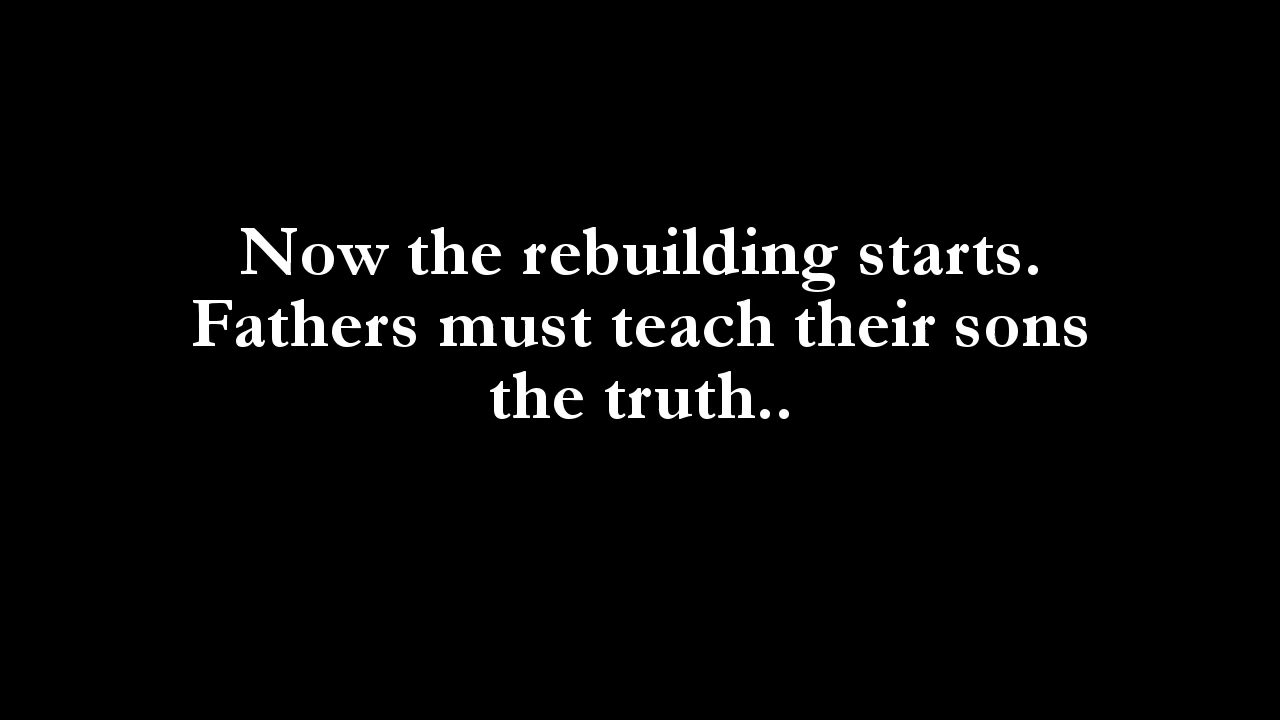 Now the rebuilding starts.
Fathers must teach their sons
the truth..